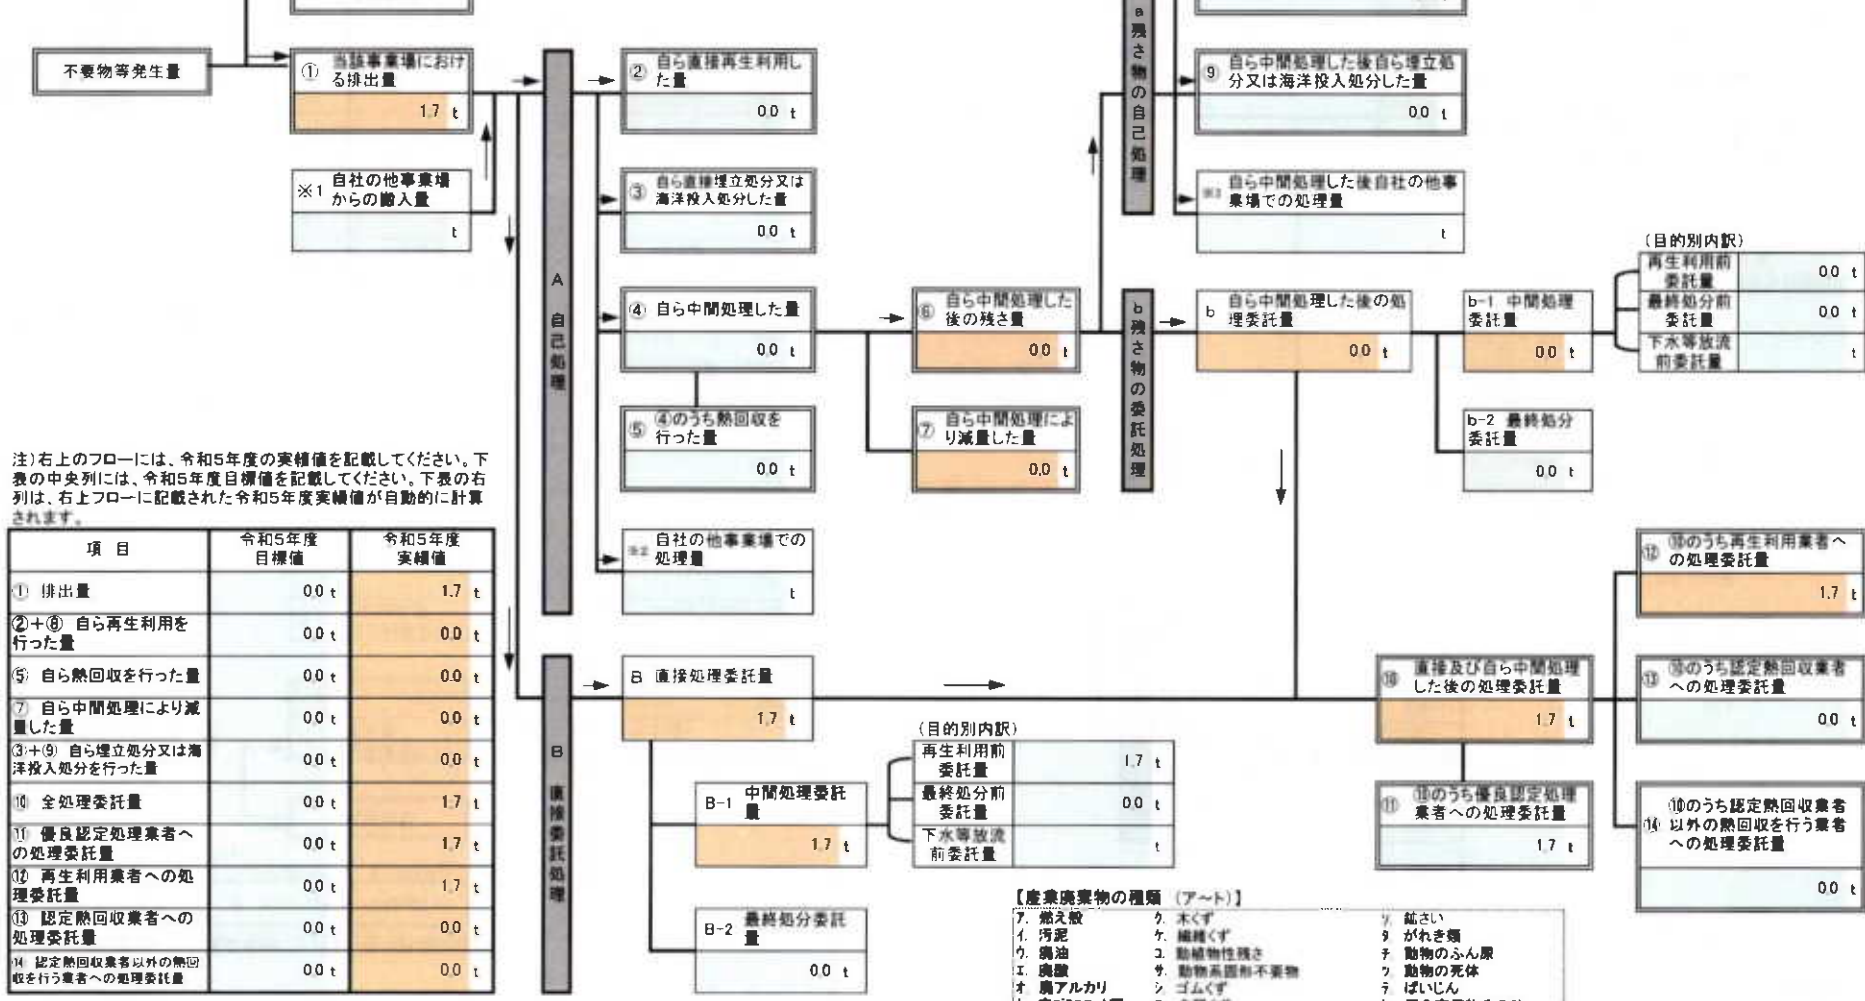 不要物等発生量
① 当該事業場におけ
る排出量
1.7 t
※1 自社の他事業場
からの搬入量
t
A 自己処理
② 自ら直接再生利用し
た量
0.0 t
③ 自ら直接埋立処分又は
海洋投入処分した量
0.0 t
④ 自ら中間処理した量
0.0 t
⑤ ④のうち熱回収を
行った量
0.0 t
※2 自社の他事業場での
処理量
t
⑥ 自ら中間処理した
後の残さ量
0.0 t
⑦ 自ら中間処理によ
り減量した量
0.0 t
a 残さ物の自己処理
⑨ 自ら中間処理した後自ら埋立処
分又は海洋投入処分した量
0.0 t
※3 自ら中間処理した後自社の他事
業場での処理量
t
b 残さ物の委託処理
b 自ら中間処理した後の処
理委託量
0.0 t
b-1 中間処理
委託量
0.0 t
b-2 最終処分
委託量
0.0 t
(目的別内訳)
再生利用前
委託量 0.0 t
最終処分前
委託量 0.0 t
下水等放流
前委託量 t
注)右上のフローには、令和5年度の実績値を記載してください。下
表の中央列には、令和5年度目標値を記載してください。下表の右
列は、右上フローに記載された令和5年度実績値が自動的に計算
されます。
項 目 令和5年度
目標値 令和5年度
実績値
① 排出量 0.0 t 1.7 t
②+⑧ 自ら再生利用を
行った量 0.0 t 0.0 t
⑤ 自ら熱回収を行った量 0.0 t 0.0 t
⑦ 自ら中間処理により減
量した量 0.0 t 0.0 t
③+⑨ 自ら埋立処分又は海
洋投入処分を行った量 0.0 t 0.0 t
⑩ 全処理委託量 0.0 t 1.7 t
⑪ 優良認定処理業者へ
の処理委託量 0.0 t 1.7 t
⑫ 再生利用業者への処
理委託量 0.0 t 1.7 t
⑬ 認定熱回収業者への
処理委託量 0.0 t 0.0 t
⑭ 認定熱回収業者以外の熱回
収を行う業者への処理委託量 0.0 t 0.0 t
B 直接委託処理
B 直接処理委託量
1.7 t
B-1 中間処理委託
量
1.7 t
B-2 最終処分委託
量
0.0 t
(目的別内訳)
再生利用前
委託量 1.7 t
最終処分前
委託量 0.0 t
下水等放流
前委託量 t
⑩ 直接及び自ら中間処理
した後の処理委託量
1.7 t
⑪ ⑩のうち優良認定処理
業者への処理委託量
1.7 t
⑫ ⑩のうち再生利用業者へ
の処理委託量
1.7 t
⑬ ⑩のうち認定熱回収業者
への処理委託量
0.0 t
⑭ ⑩のうち認定熱回収業者
以外の熱回収を行う業者
への処理委託量
0.0 t
【産業廃棄物の種類 (ア~ト)】
ア. 燃え殻 ク. 木くず ソ. 鉱さい
イ. 汚泥 ケ. 繊維くず タ. がれき類
ウ. 廃油 コ. 動植物性残さ チ. 動物のふん尿
エ. 廃酸 サ. 動物系固形不要物 ツ. 動物の死体
オ. 廃アルカリ シ. ゴムくず テ. ばいじん